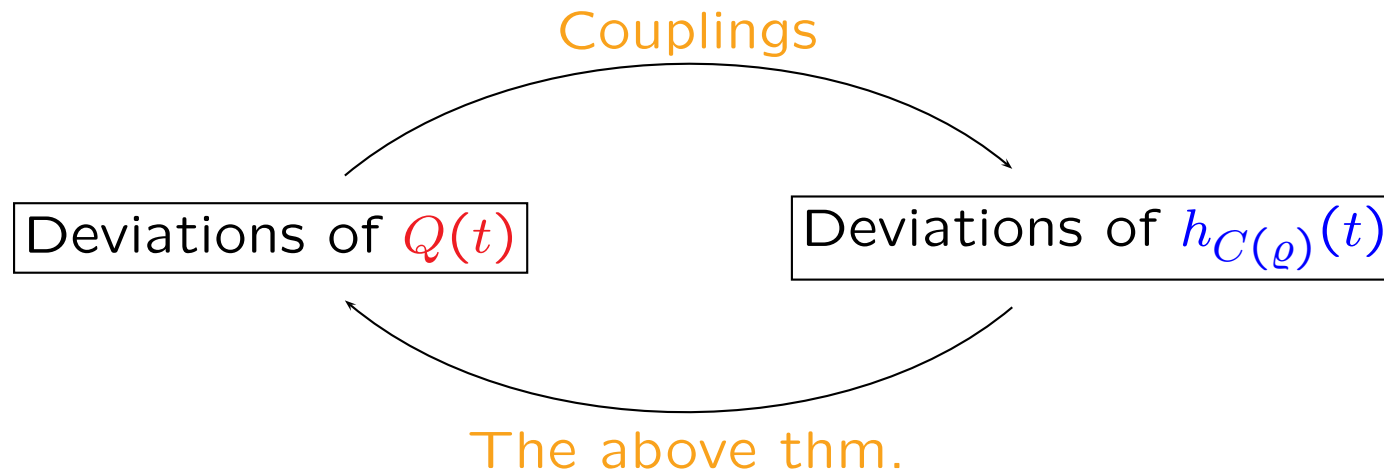 Couplings
Deviations of Q(t)
Deviations of h_{C(ϱ)}(t)
The above thm.